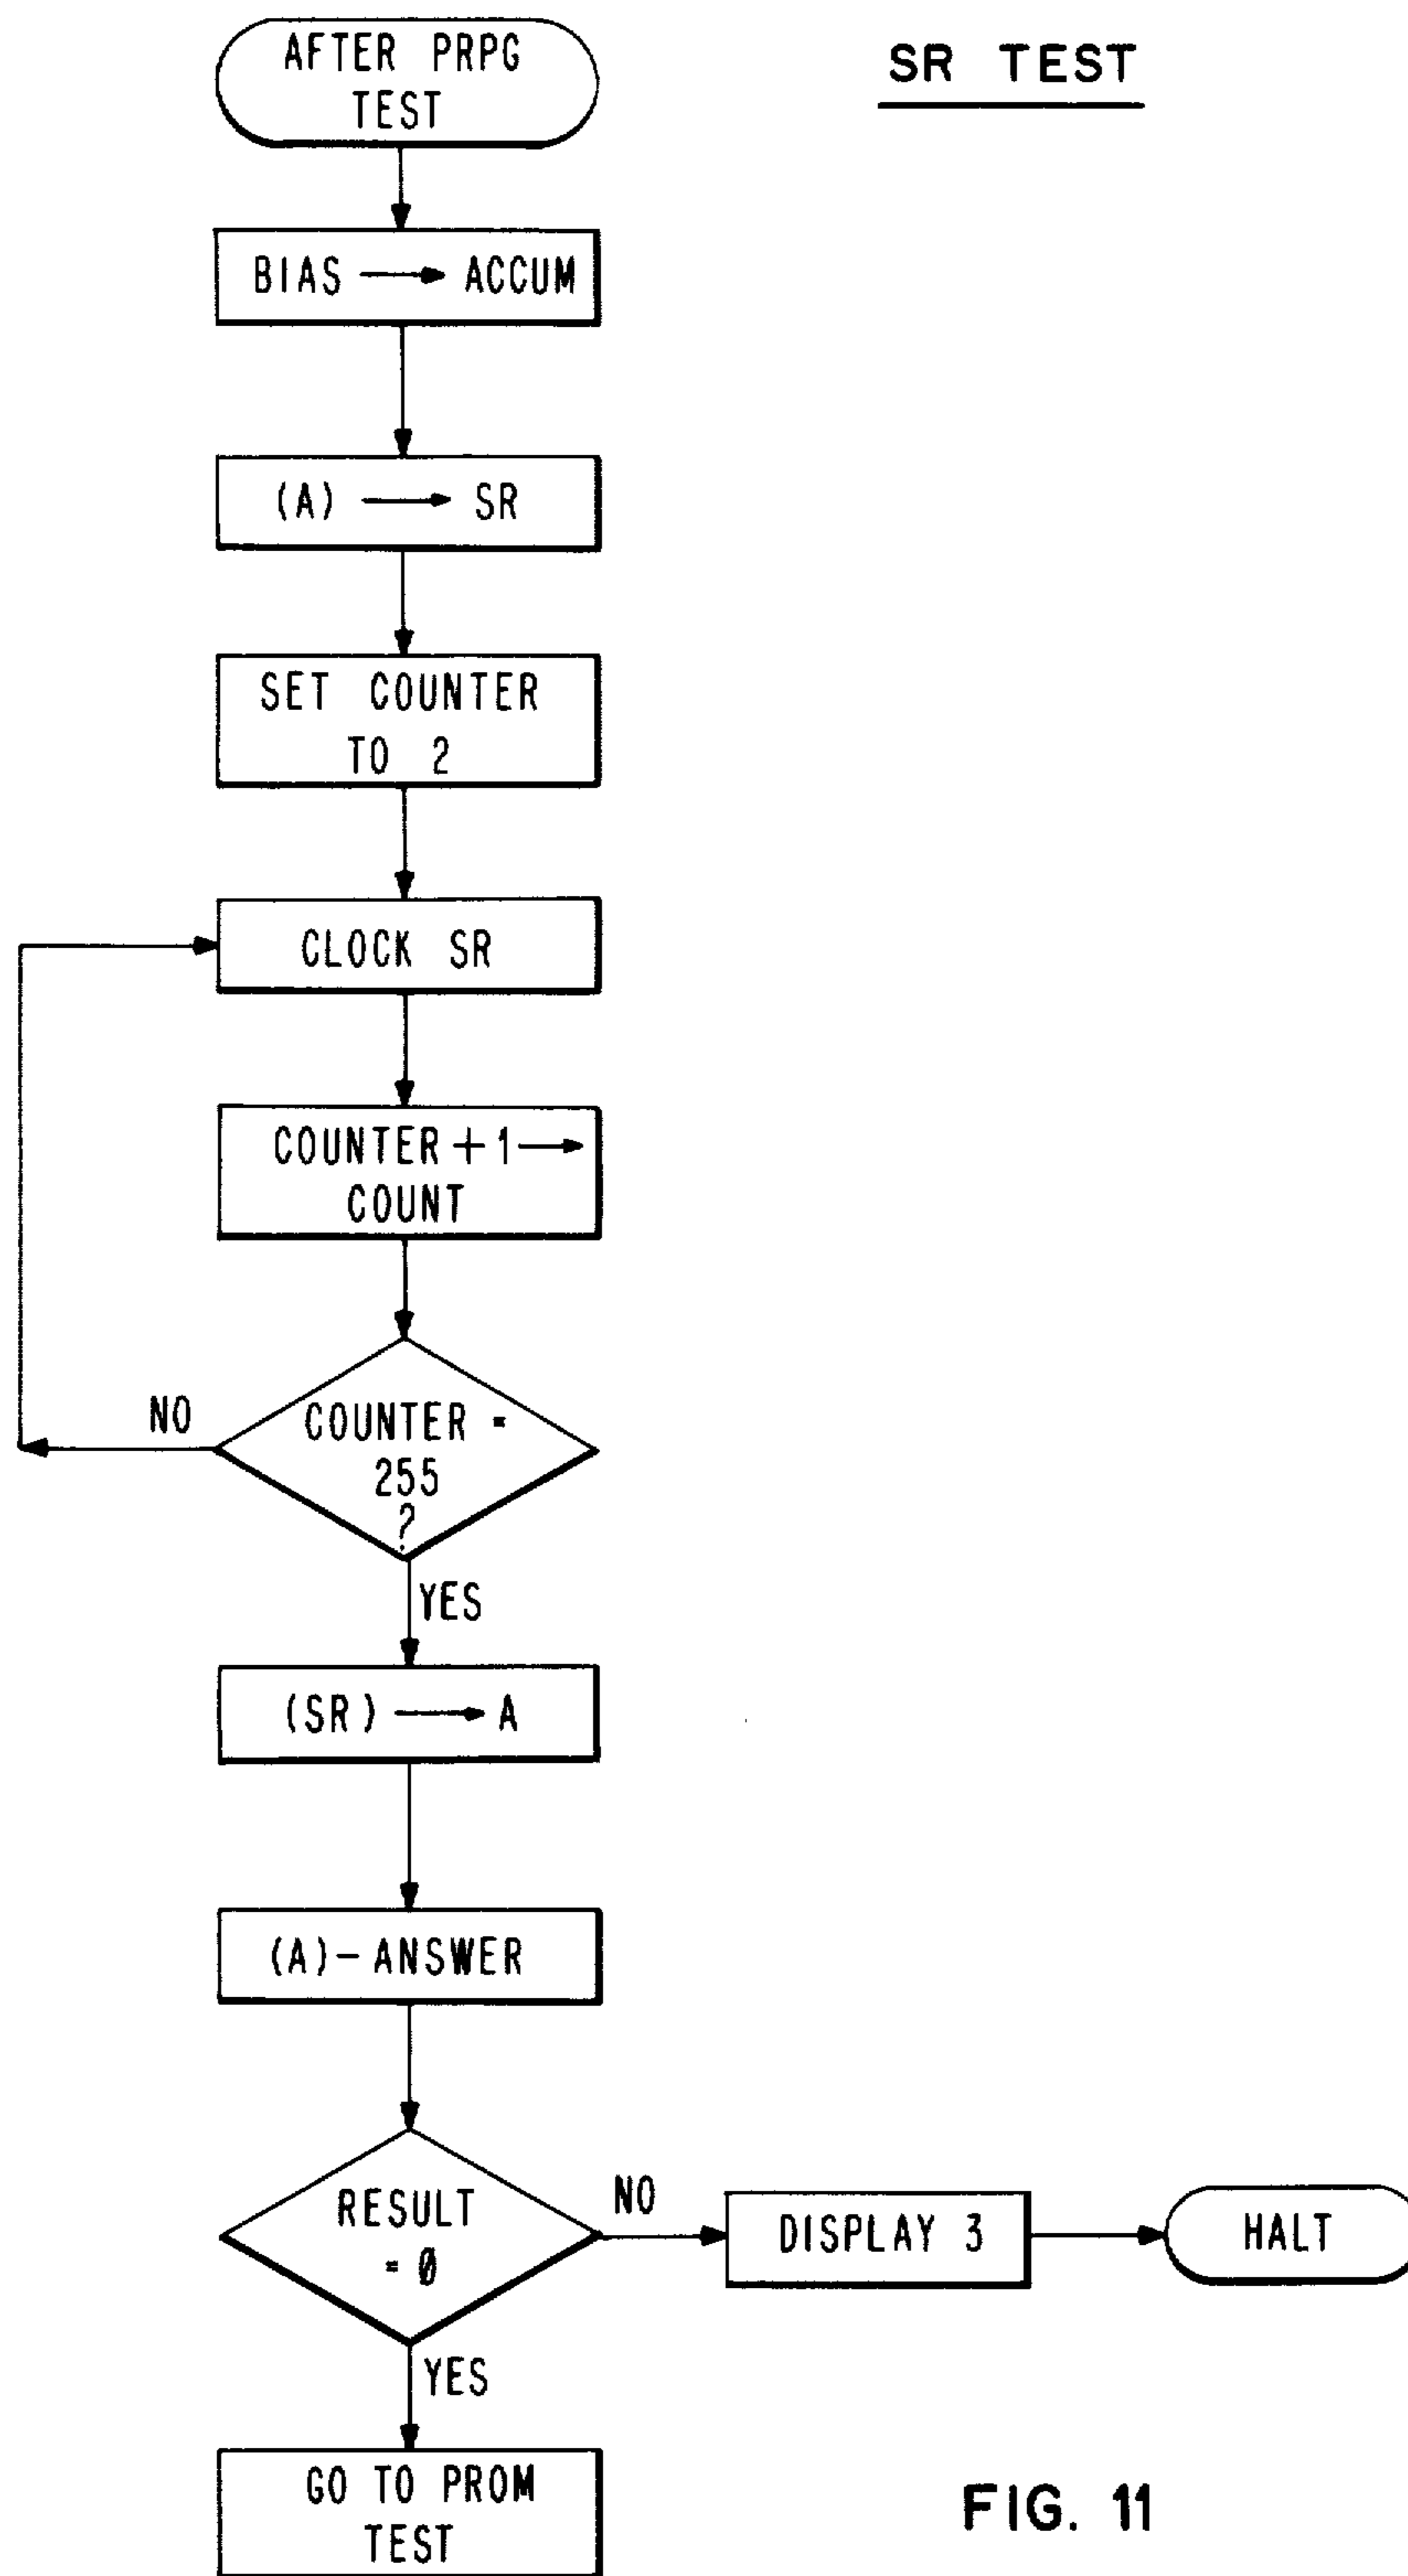 SR TEST
AFTER PRPG
TEST
BIAS → ACCUM
(A) → SR
SET COUNTER
TO 2
CLOCK SR
COUNTER + 1 →
COUNT
COUNTER =
255
?
NO
YES
(SR) → A
(A) - ANSWER
RESULT
= Ø
NO
DISPLAY 3
HALT
YES
GO TO PROM
TEST
FIG. 11